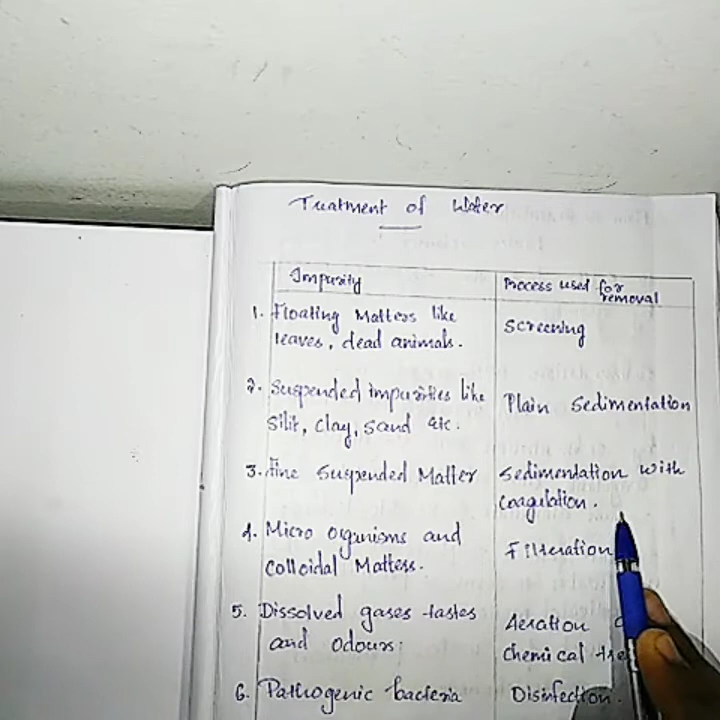 Treatment of Water
Impurity
Process used for
removal
1. Floating Matters like
leaves, dead animals.
Screening
2. Suspended impurities like
silit, clay, sand etc.
Plain Sedimentation
3. Fine Suspended Matter
Sedimentation with
coagulation.
4. Micro organisms and
colloidal Matters.
Filteration
5. Dissolved gases tastes
and odours:
Aeration
chemical
6. Pathogenic bacteria
Disinfection.